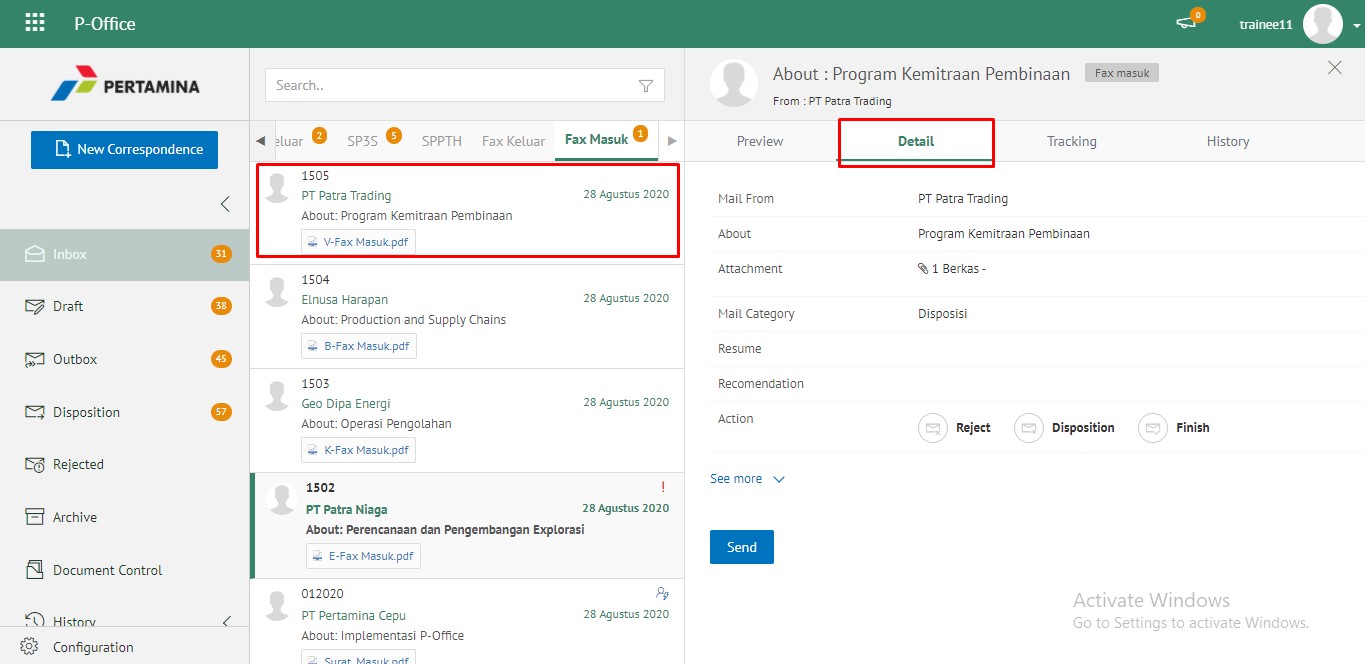 P-Office
0
trainee11
PERTAMINA
New Correspondence
Inbox 31
Draft 38
Outbox 45
Disposition 57
Rejected
Archive
Document Control
History
Configuration
Search..
eluar 2
SP3S 5
SPPTH
Fax Keluar
Fax Masuk 1
1505
PT Patra Trading
28 Agustus 2020
About: Program Kemitraan Pembinaan
V-Fax Masuk.pdf
1504
Elnusa Harapan
28 Agustus 2020
About: Production and Supply Chains
B-Fax Masuk.pdf
1503
Geo Dipa Energi
28 Agustus 2020
About: Operasi Pengolahan
K-Fax Masuk.pdf
1502 !
PT Patra Niaga
28 Agustus 2020
About: Perencanaan dan Pengembangan Explorasi
E-Fax Masuk.pdf
012020
PT Pertamina Cepu
28 Agustus 2020
About: Implementasi P-Office
Surat Masuk.pdf
About : Program Kemitraan Pembinaan
Fax masuk
From : PT Patra Trading
Preview
Detail
Tracking
History
Mail From PT Patra Trading
About Program Kemitraan Pembinaan
Attachment 1 Berkas -
Mail Category Disposisi
Resume
Recomendation
Action Reject Disposition Finish
See more
Send
Activate Windows
Go to Settings to activate Windows.